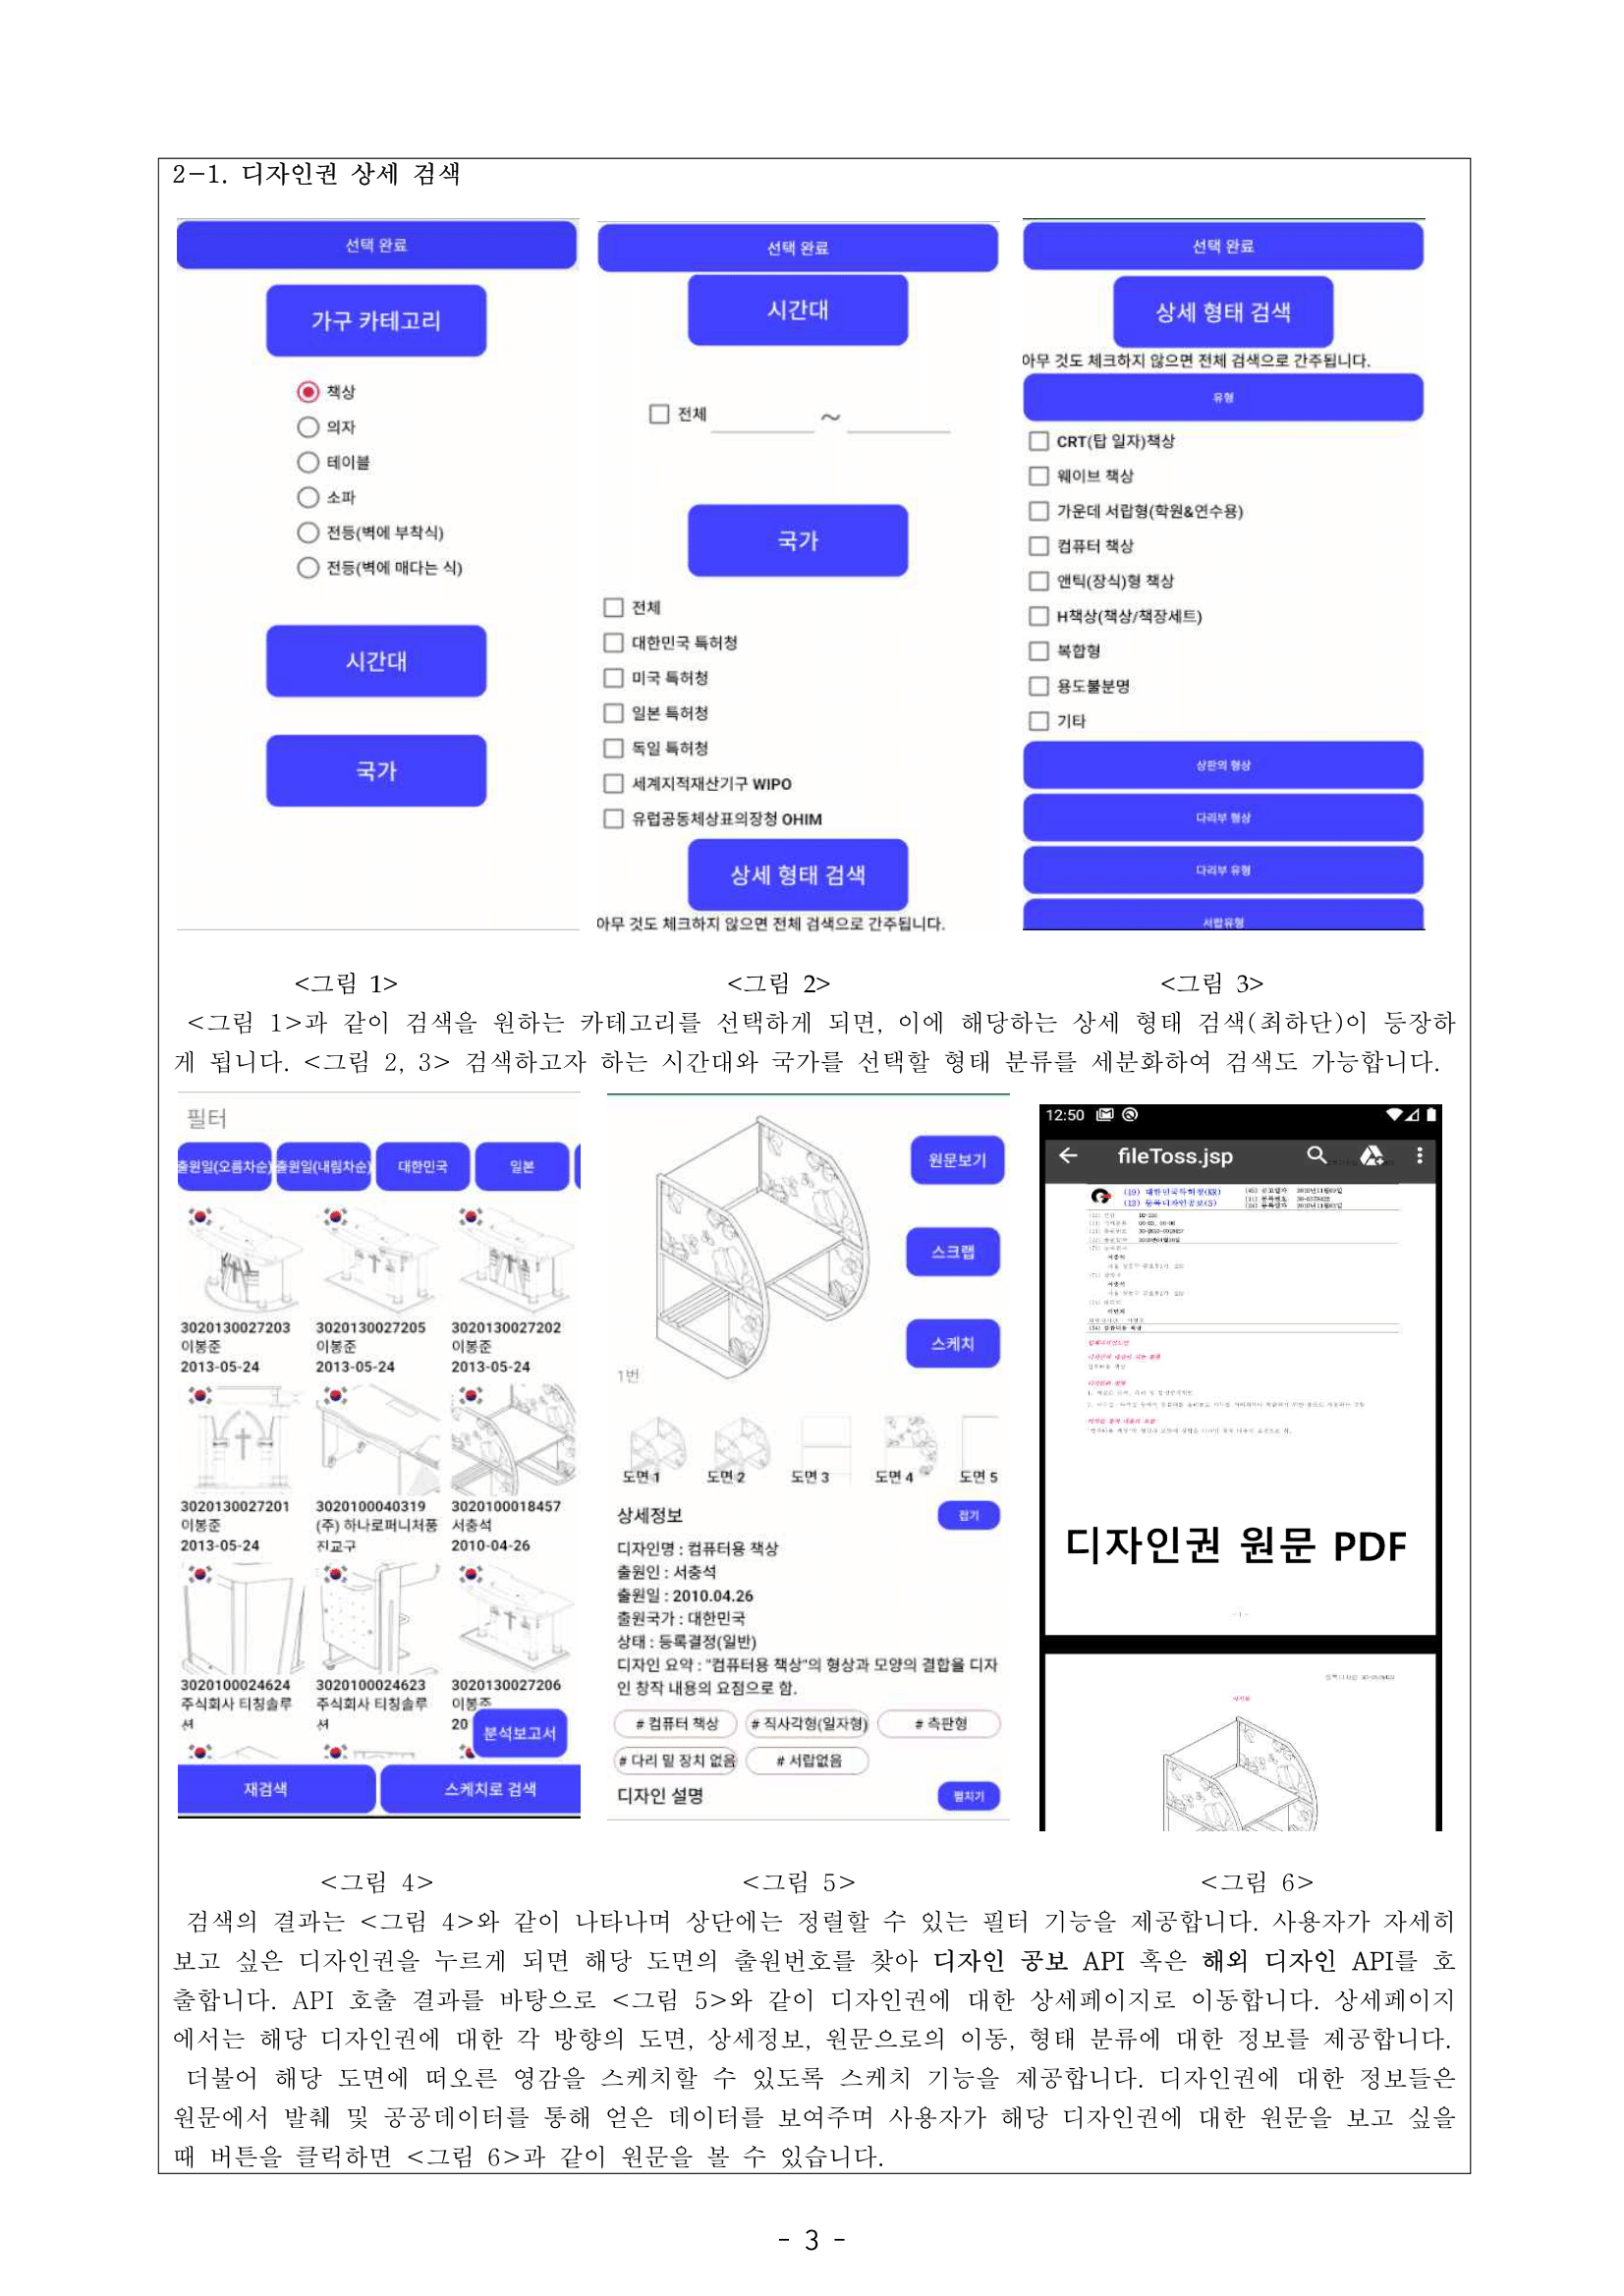 2-1. 디자인권 상세 검색
선택 완료
가구 카테고리
책상
의자
테이블
소파
전등(벽에 부착식)
전등(벽에 매다는 식)
시간대
국가
선택 완료
시간대
전체 ~
국가
전체
대한민국 특허청
미국 특허청
일본 특허청
독일 특허청
세계지적재산기구 WIPO
유럽공동체상표의장청 OHIM
상세 형태 검색
아무 것도 체크하지 않으면 전체 검색으로 간주됩니다.
선택 완료
상세 형태 검색
아무 것도 체크하지 않으면 전체 검색으로 간주됩니다.
유형
CRT(탑 일자)책상
웨이브 책상
가운데 서랍형(학원&연수용)
컴퓨터 책상
앤틱(장식)형 책상
H책상(책상/책장세트)
복합형
용도불분명
기타
상판의 형상
다리부 형상
다리부 유형
서랍유형
<그림 1> <그림 2> <그림 3>
<그림 1>과 같이 검색을 원하는 카테고리를 선택하게 되면, 이에 해당하는 상세 형태 검색(최하단)이 등장하
게 됩니다. <그림 2, 3> 검색하고자 하는 시간대와 국가를 선택할 형태 분류를 세분화하여 검색도 가능합니다.
필터
출원일(오름차순) 출원일(내림차순) 대한민국 일본
3020130027203 3020130027205 3020130027202
이봉준 이봉준 이봉준
2013-05-24 2013-05-24 2013-05-24
3020130027201 3020100040319 3020100018457
이봉준 (주) 하나로퍼니처풍 서충석
2013-05-24 진교구 2010-04-26
3020100024624 3020100024623 3020130027206
주식회사 티칭솔루 주식회사 티칭솔루 이봉준
션 션 20
분석보고서
재검색 스케치로 검색
원문보기
스크랩
스케치
1번
도면 1 도면 2 도면 3 도면 4 도면 5
상세정보 접기
디자인명 : 컴퓨터용 책상
출원인 : 서충석
출원일 : 2010.04.26
출원국가 : 대한민국
상태 : 등록결정(일반)
디자인 요약 : "컴퓨터용 책상"의 형상과 모양의 결합을 디자
인 창작 내용의 요점으로 함.
# 컴퓨터 책상 # 직사각형(일자형) # 측판형
# 다리 밑 장치 없음 # 서랍없음
디자인 설명 펼치기
12:50
fileToss.jsp
(19) 대한민국특허청(KR)
(12) 등록디자인공보(S)
디자인권 원문 PDF
<그림 4> <그림 5> <그림 6>
검색의 결과는 <그림 4>와 같이 나타나며 상단에는 정렬할 수 있는 필터 기능을 제공합니다. 사용자가 자세히
보고 싶은 디자인권을 누르게 되면 해당 도면의 출원번호를 찾아 디자인 공보 API 혹은 해외 디자인 API를 호
출합니다. API 호출 결과를 바탕으로 <그림 5>와 같이 디자인권에 대한 상세페이지로 이동합니다. 상세페이지
에서는 해당 디자인권에 대한 각 방향의 도면, 상세정보, 원문으로의 이동, 형태 분류에 대한 정보를 제공합니다.
더불어 해당 도면에 떠오른 영감을 스케치할 수 있도록 스케치 기능을 제공합니다. 디자인권에 대한 정보들은
원문에서 발췌 및 공공데이터를 통해 얻은 데이터를 보여주며 사용자가 해당 디자인권에 대한 원문을 보고 싶을
때 버튼을 클릭하면 <그림 6>과 같이 원문을 볼 수 있습니다.
- 3 -